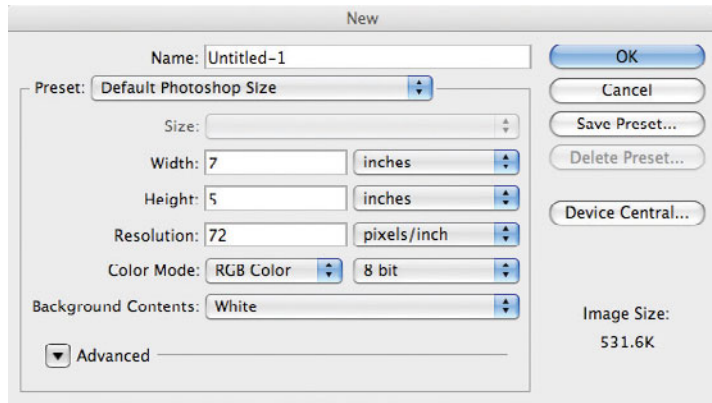 New
Name: Untitled-1
OK
Preset: Default Photoshop Size
Cancel
Size:
Save Preset...
Width: 7 inches
Delete Preset...
Height: 5 inches
Device Central...
Resolution: 72 pixels/inch
Color Mode: RGB Color 8 bit
Background Contents: White
Image Size:
531.6K
Advanced